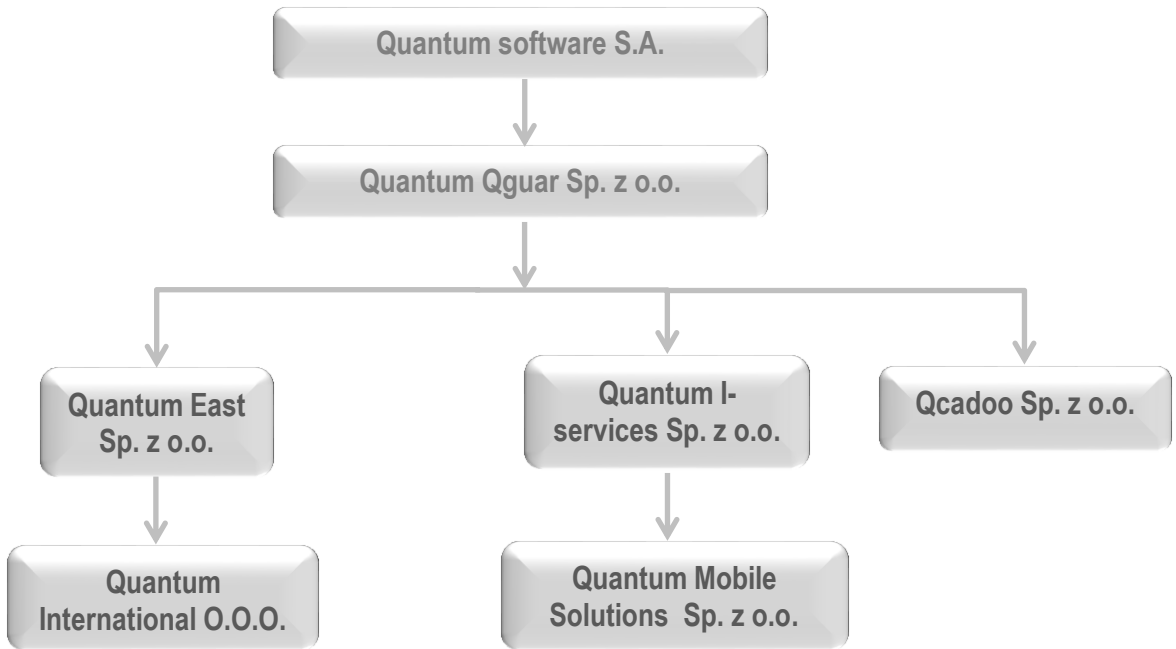 Quantum software S.A.
Quantum Qguar Sp. z o.o.
Quantum East
Sp. z o.o.
Quantum I-
services Sp. z o.o.
Qcadoo Sp. z o.o.
Quantum
International O.O.O.
Quantum Mobile
Solutions Sp. z o.o.